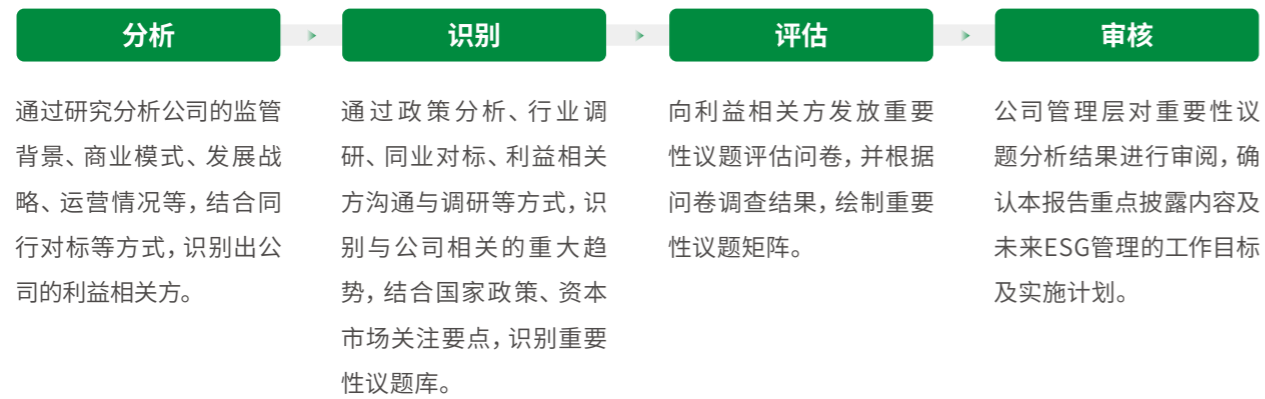 分析
通过研究分析公司的监管
背景、商业模式、发展战
略、运营情况等，结合同
行对标等方式，识别出公
司的利益相关方。
识别
通过政策分析、行业调
研、同业对标、利益相关
方沟通与调研等方式，识
别与公司相关的重大趋
势，结合国家政策、资本
市场关注要点，识别重要
性议题库。
评估
向利益相关方发放重要
性议题评估问卷，并根据
问卷调查结果，绘制重要
性议题矩阵。
审核
公司管理层对重要性议
题分析结果进行审阅，确
认本报告重点披露内容及
未来ESG管理的工作目标
及实施计划。